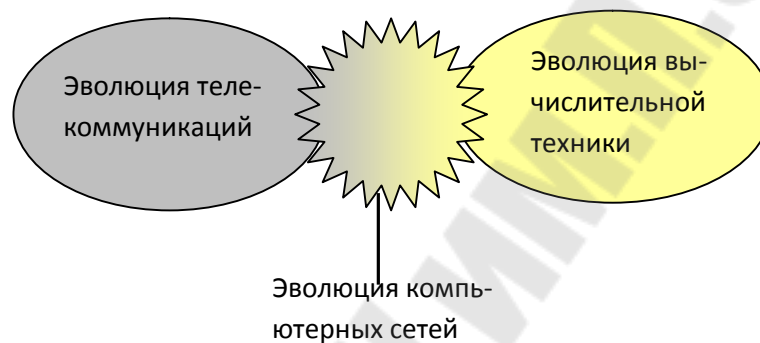 Эволюция теле-
коммуникаций
Эволюция вы-
числительной
техники
Эволюция компь-
ютерных сетей